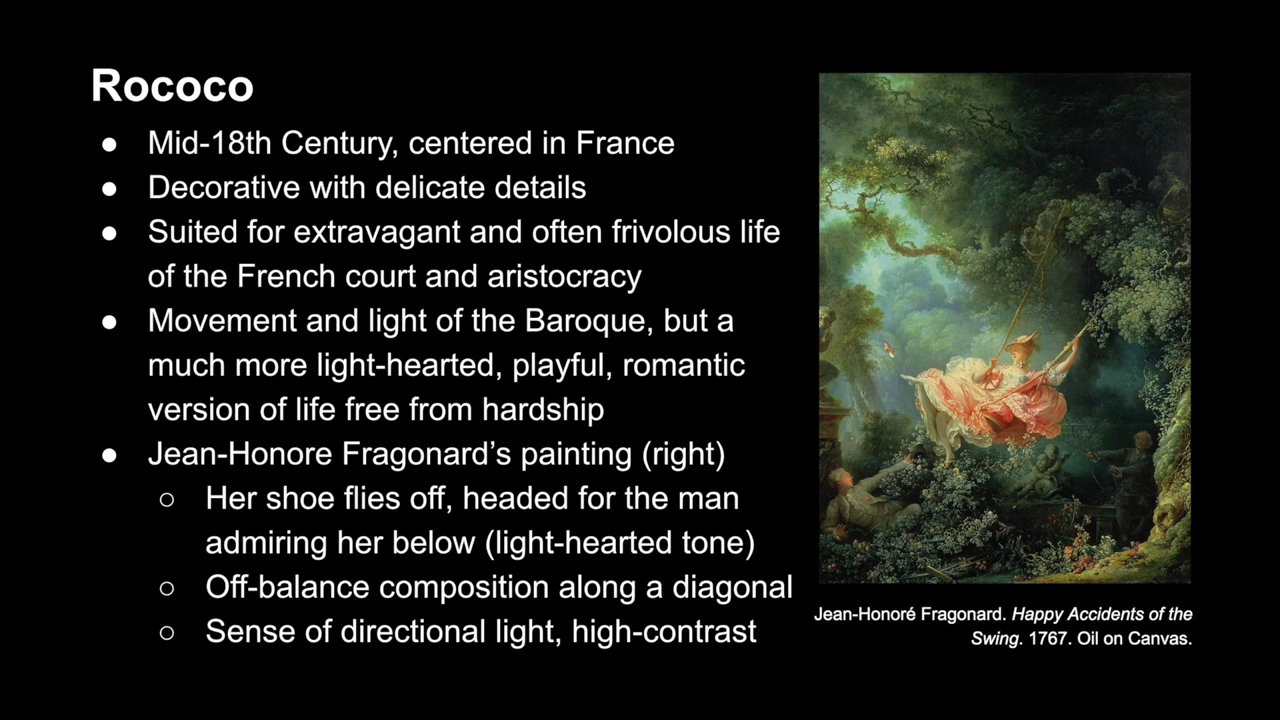 Rococo
● Mid-18th Century, centered in France
● Decorative with delicate details
● Suited for extravagant and often frivolous life
of the French court and aristocracy
● Movement and light of the Baroque, but a
much more light-hearted, playful, romantic
version of life free from hardship
● Jean-Honore Fragonard’s painting (right)
○ Her shoe flies off, headed for the man
admiring her below (light-hearted tone)
○ Off-balance composition along a diagonal
○ Sense of directional light, high-contrast
Jean-Honoré Fragonard. Happy Accidents of the
Swing. 1767. Oil on Canvas.